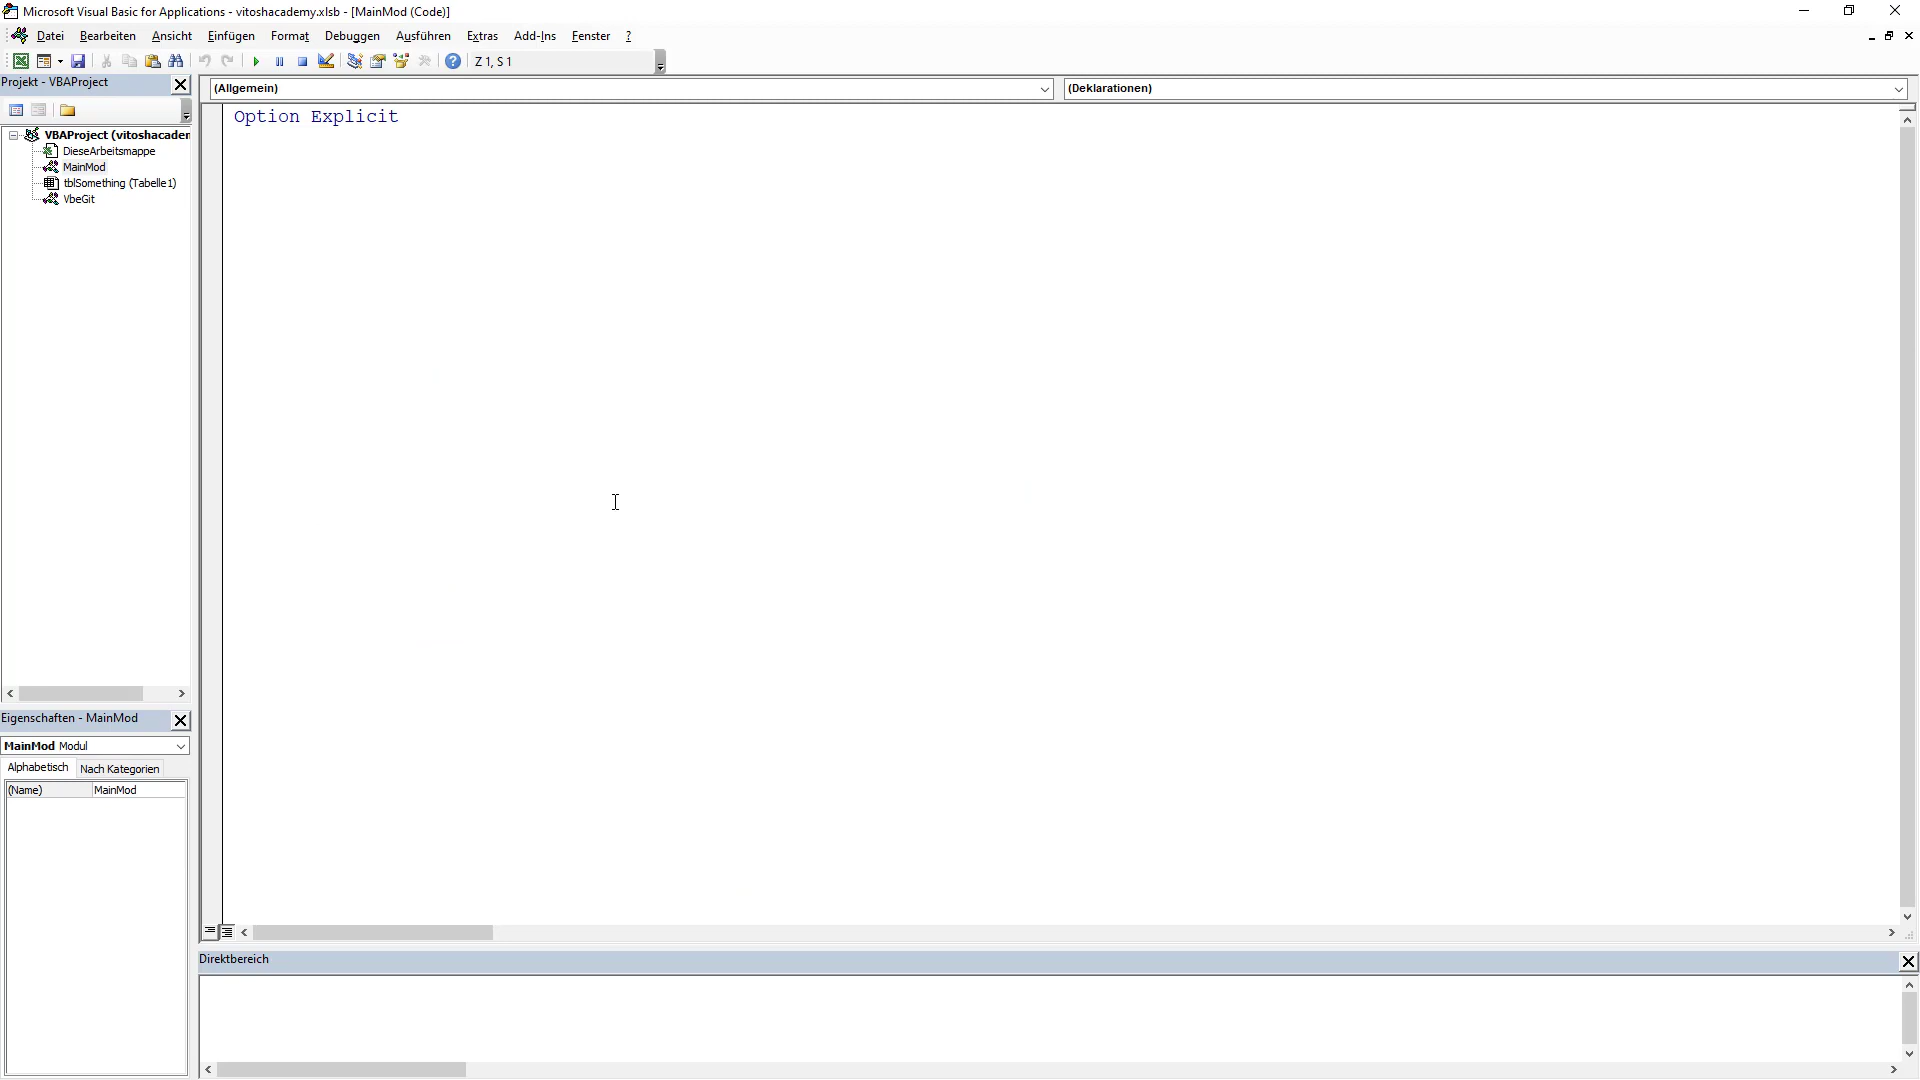 Microsoft Visual Basic for Applications - vitoshacademy.xlsb - [MainMod (Code)]
Datei Bearbeiten Ansicht Einfügen Format Debuggen Ausführen Extras Add-Ins Fenster ?
Z 1, S 1
Projekt - VBAProject
(Allgemein)
(Deklarationen)
Option Explicit
VBAProject (vitoshacaden
DieseArbeitsmappe
MainMod
tblSomething (Tabelle1)
VbeGit
Eigenschaften - MainMod
MainMod Modul
Alphabetisch Nach Kategorien
(Name) MainMod
Direktbereich